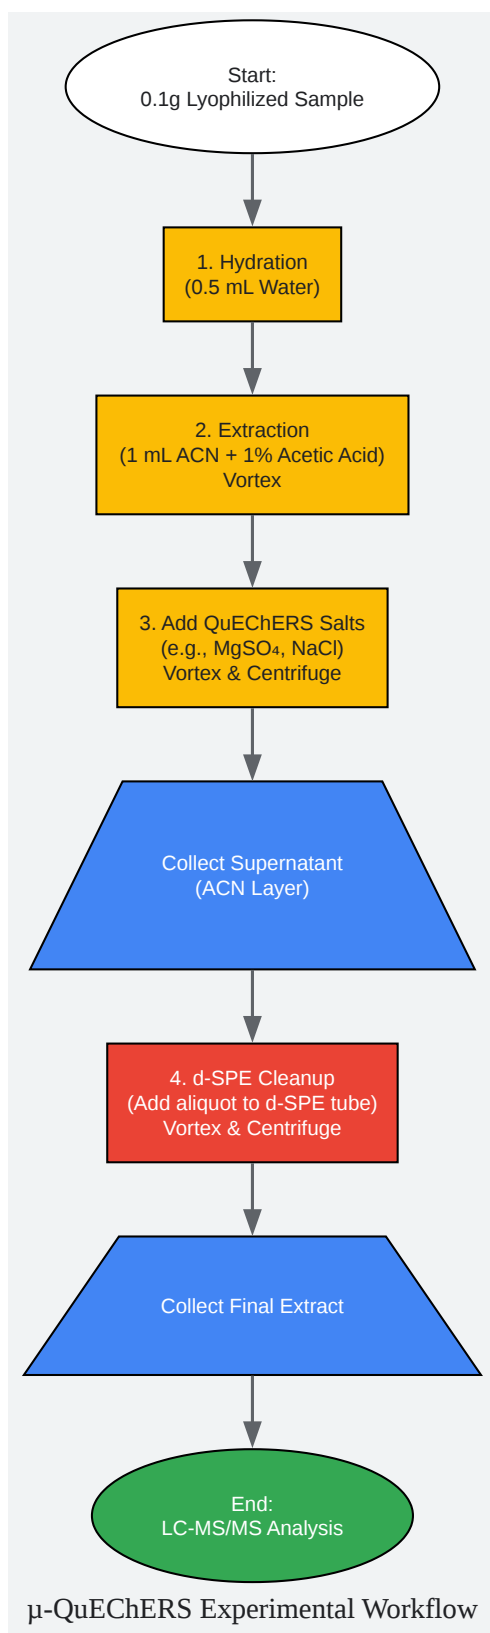 Start:
0.1g Lyophilized Sample
1. Hydration
(0.5 mL Water)
2. Extraction
(1 mL ACN + 1% Acetic Acid)
Vortex
3. Add QuEChERS Salts
(e.g., MgSO₄, NaCl)
Vortex & Centrifuge
Collect Supernatant
(ACN Layer)
4. d-SPE Cleanup
(Add aliquot to d-SPE tube)
Vortex & Centrifuge
Collect Final Extract
End:
LC-MS/MS Analysis
µ-QuEChERS Experimental Workflow